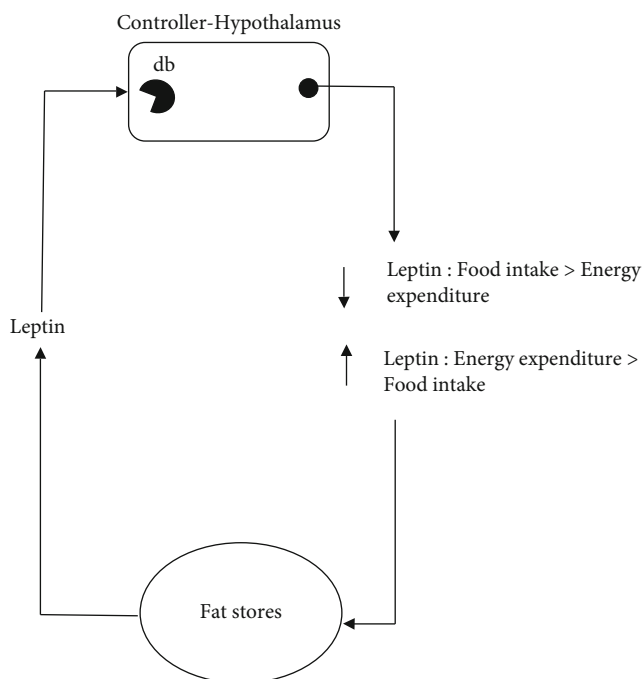 Controller-Hypothalamus
db
Leptin : Food intake > Energy
expenditure
Leptin
Leptin : Energy expenditure >
Food intake
Fat stores